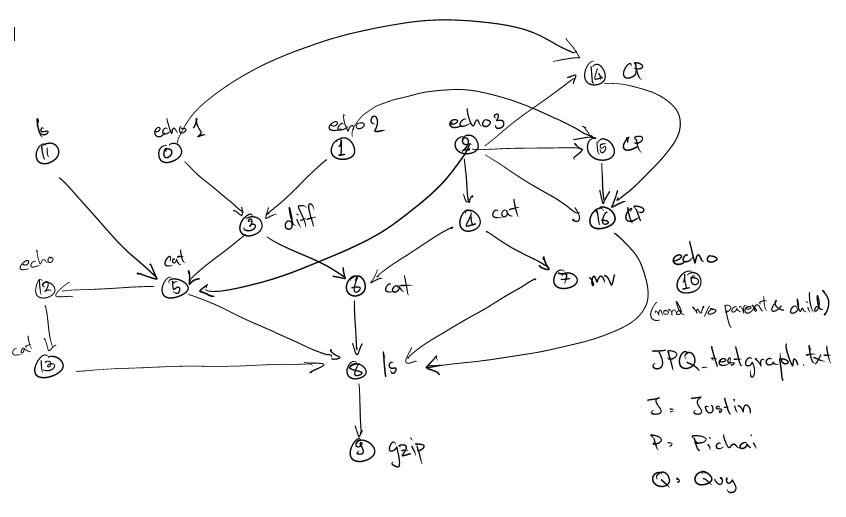 14 CP
ls
11
echo 1
0
echo 2
1
echo3
2
15 CP
3 diff
4 cat
16 CP
echo
12
cat
5
6 cat
7 mv
echo
10
(nond w/o parent & child)
cat
13
8 ls
JPQ_testgraph.txt
J = Justin
9 gzip
P = Pichai
Q = Quy